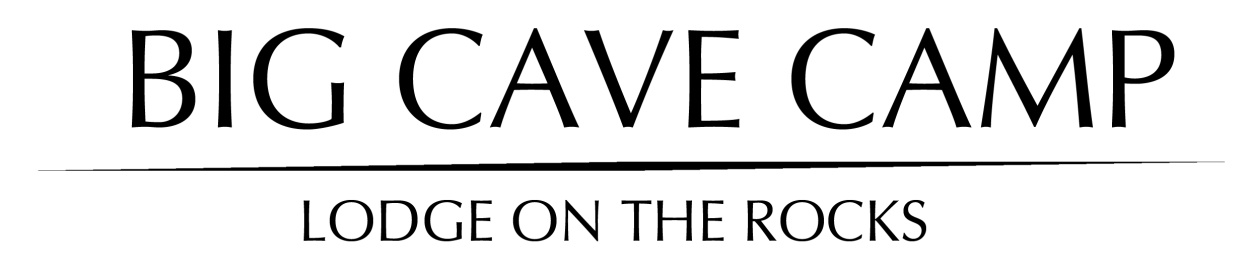 BIG CAVE CAMP
LODGE ON THE ROCKS